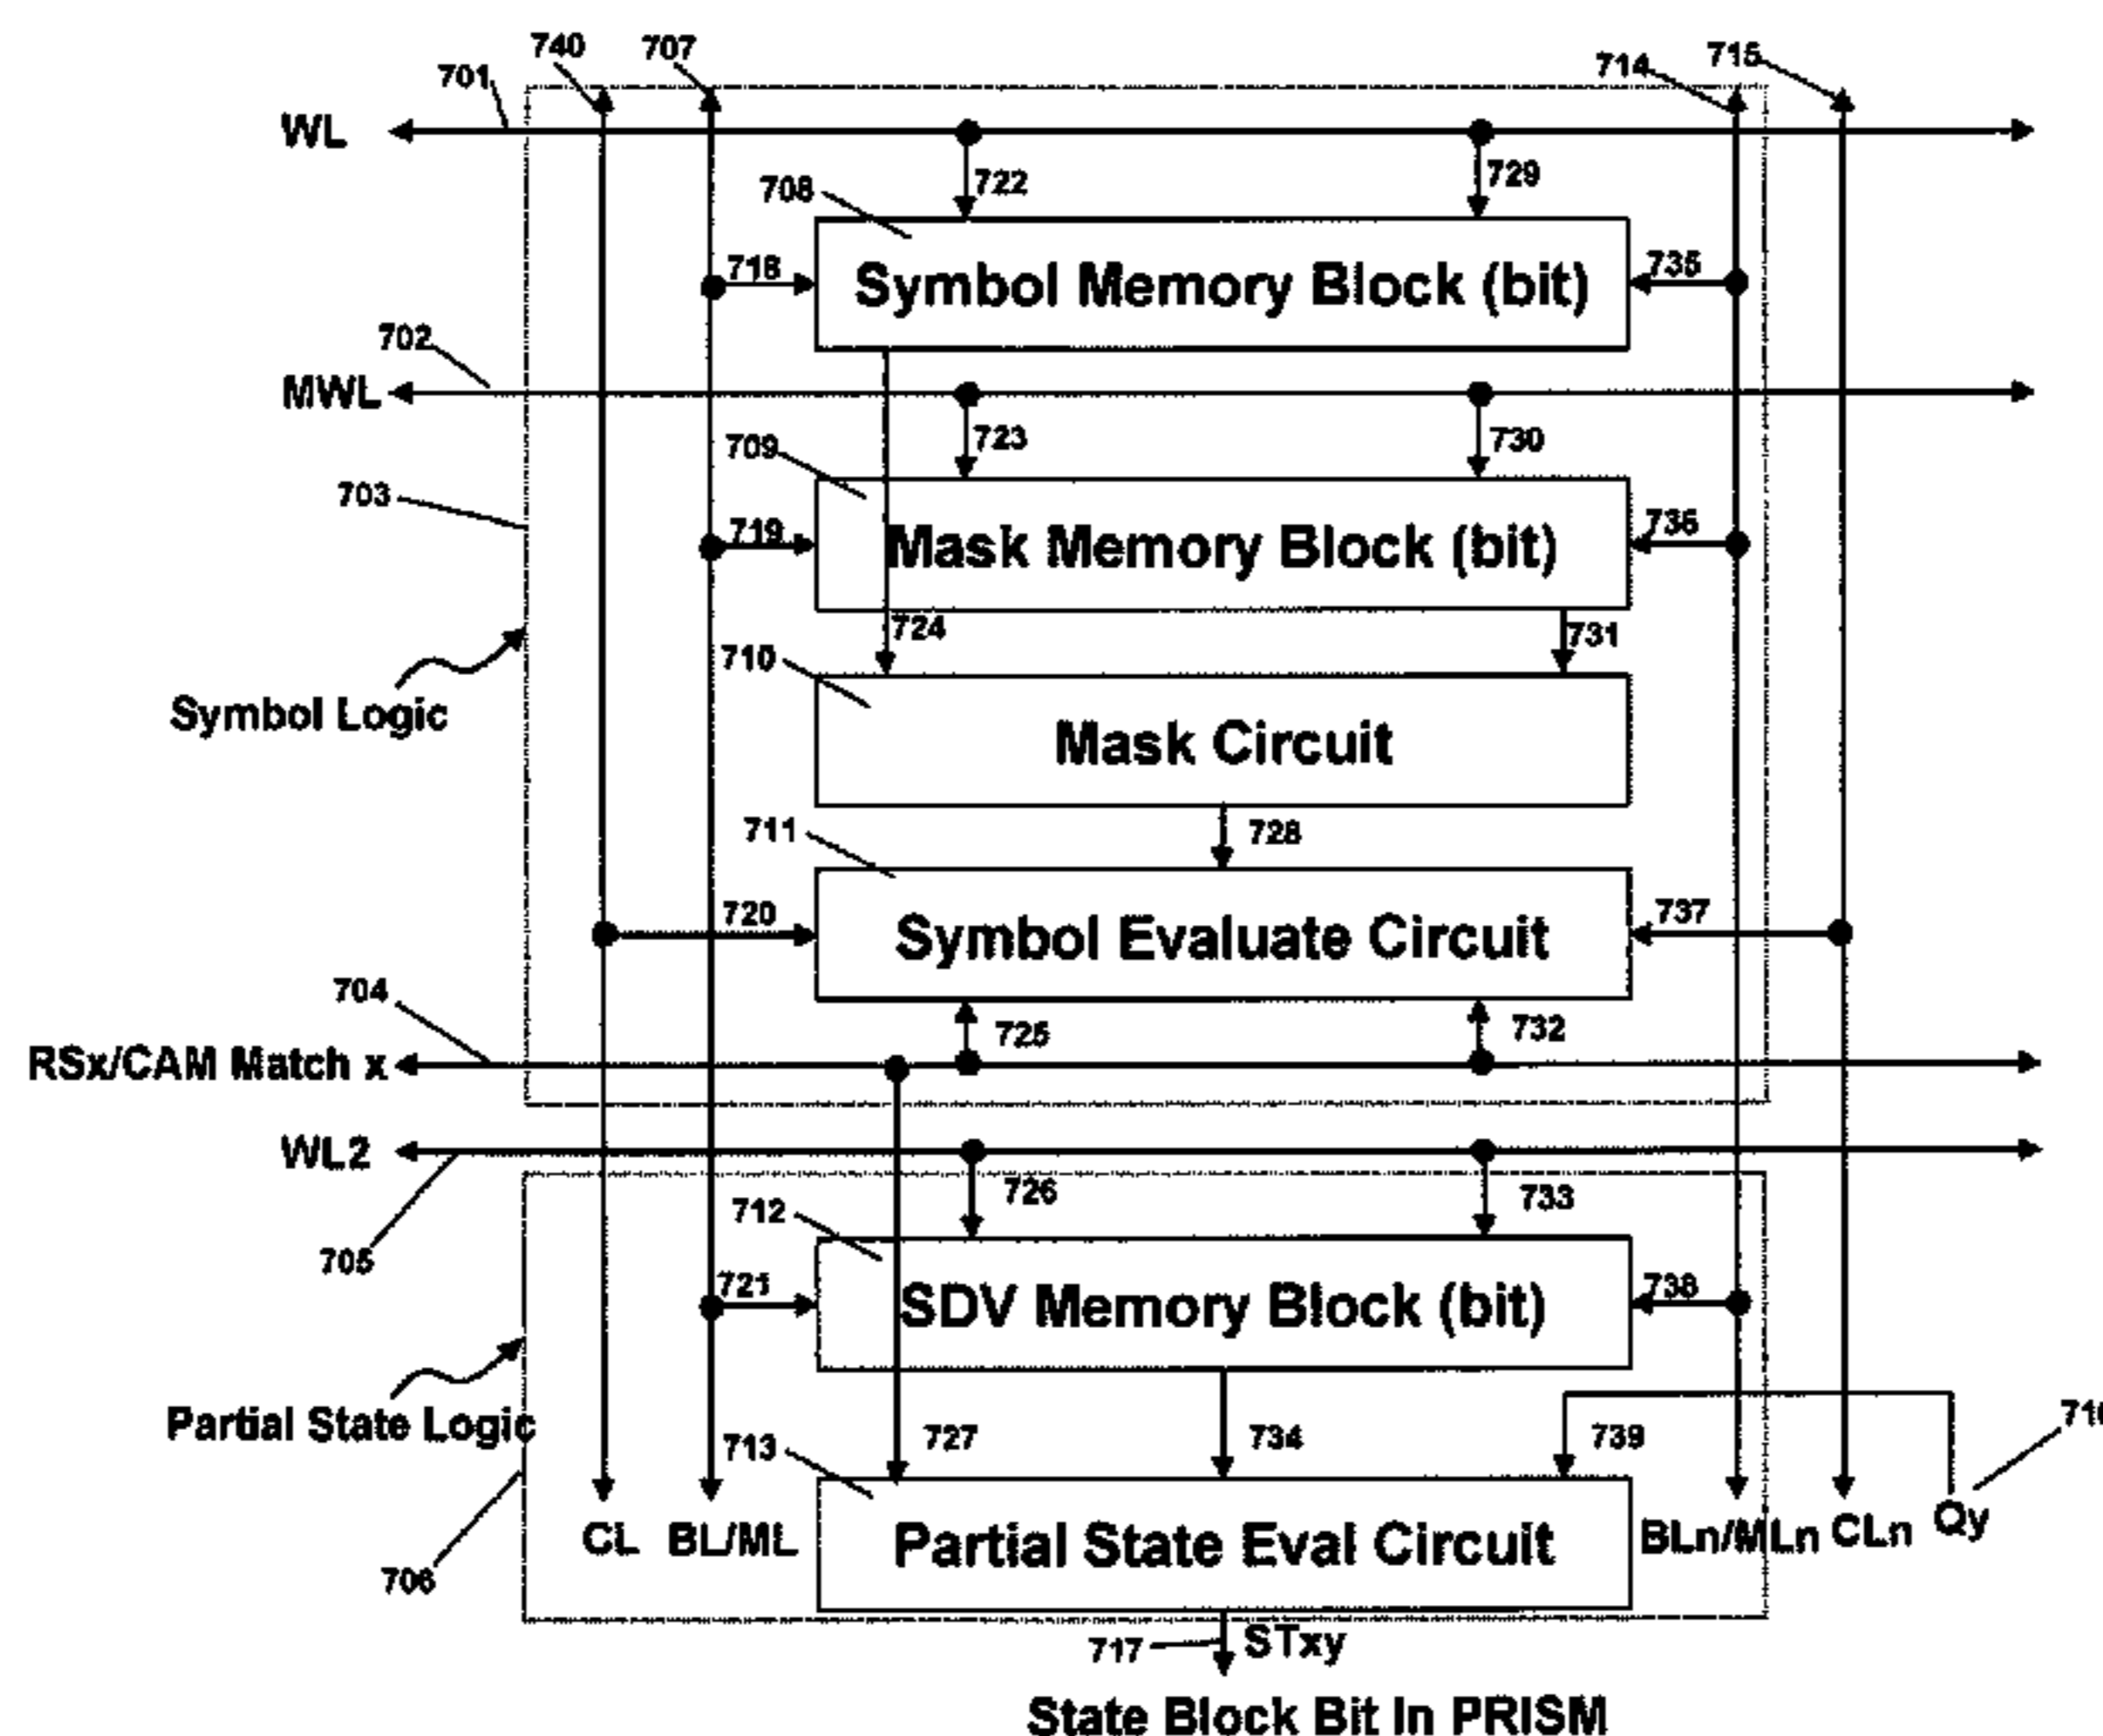 740 707
701
714 715
WL
722 729
708
718 735
Symbol Memory Block (bit)
702
MWL
723 730
709
703
719 736
Mask Memory Block (bit)
724 731
710
Symbol Logic
Mask Circuit
711 728
720 737
Symbol Evaluate Circuit
704
725 732
RSx/CAM Match x
WL2
726 733
712
705
721 738
SDV Memory Block (bit)
Partial State Logic
713 727 734 739
CL BL/ML
Partial State Eval Circuit
BLn/MLn CLn Qy
706
717 STxy
State Block Bit In PRISM